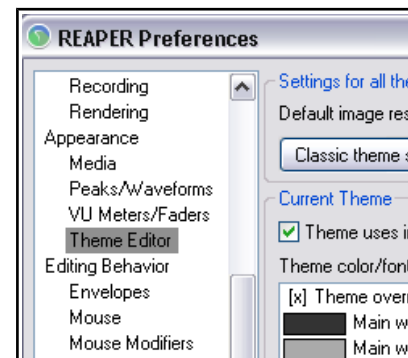 REAPER Preferences
Recording
Rendering
Appearance
Media
Peaks/Waveforms
VU Meters/Faders
Theme Editor
Editing Behavior
Envelopes
Mouse
Mouse Modifiers
Settings for all the
Default image res
Classic theme s
Current Theme
Theme uses i
Theme color/font
[x] Theme overr
Main w
Main w